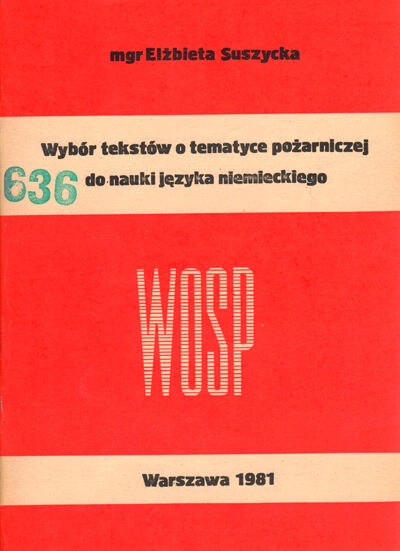 mgr Elżbieta Suszycka
Wybór tekstów o tematyce pożarniczej
636
do nauki języka niemieckiego
WOSP
Warszawa 1981